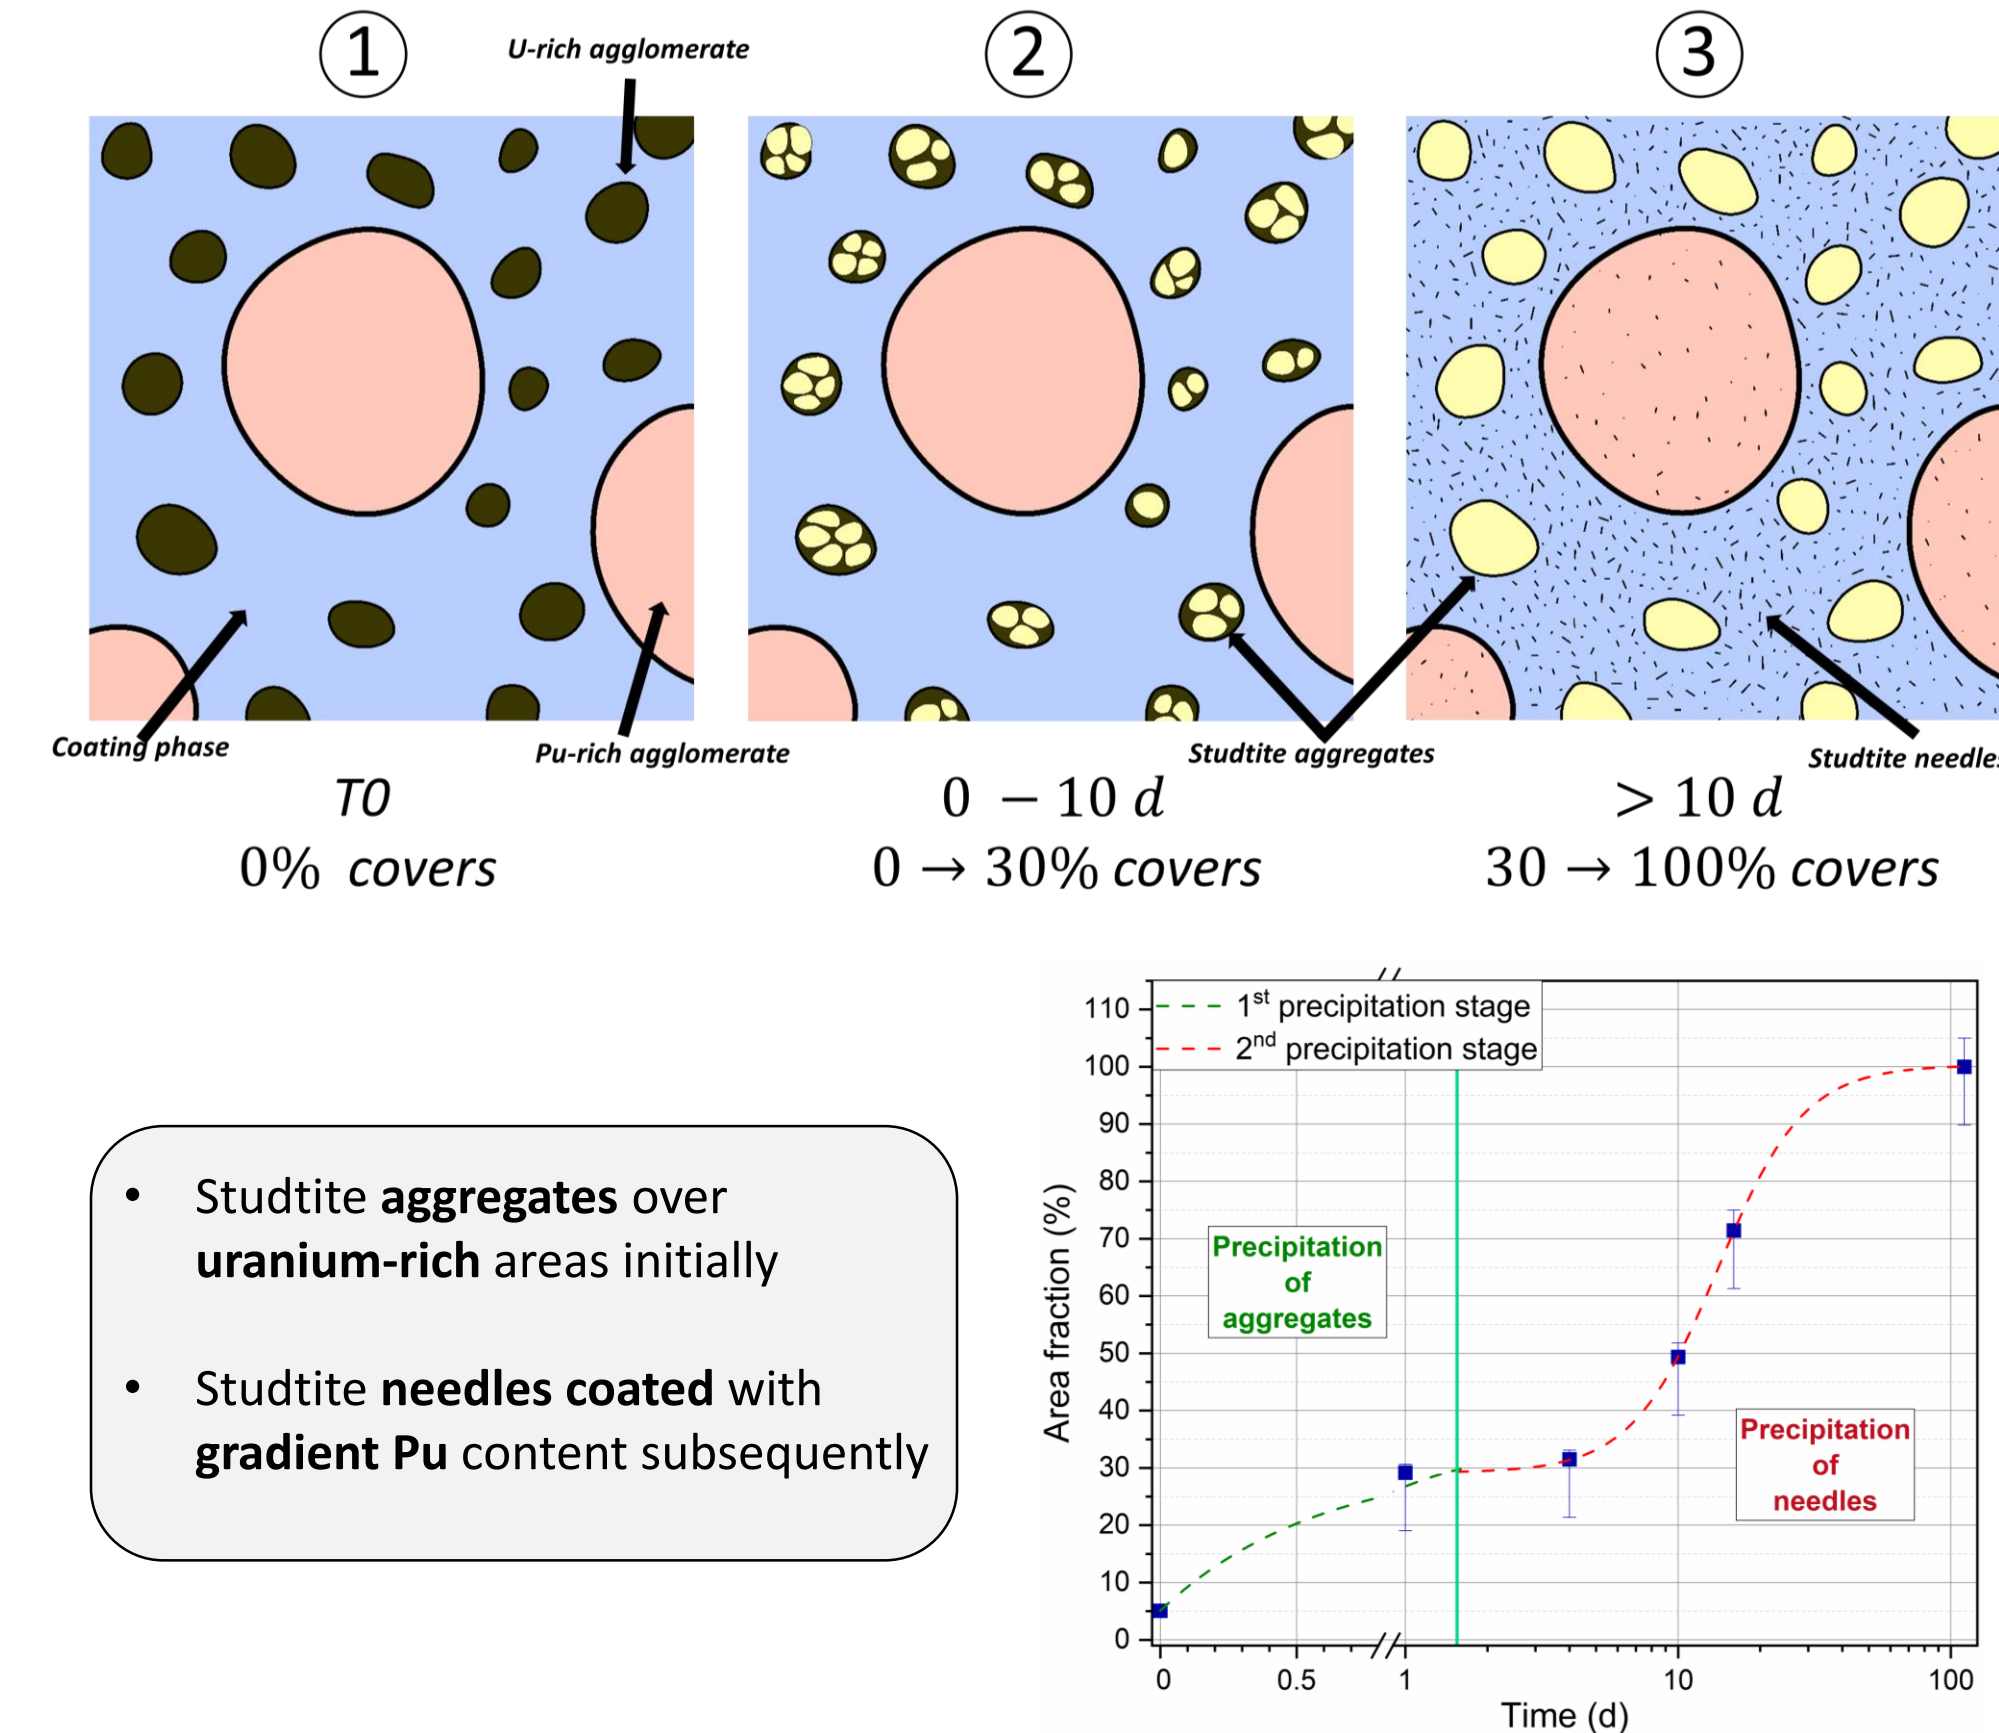 1
2
3
U-rich agglomerate
Coating phase
Pu-rich agglomerate
Studtite aggregates
Studtite needles
T0
0% covers
0 – 10 d
0 → 30% covers
> 10 d
30 → 100% covers
• Studtite aggregates over
uranium-rich areas initially
• Studtite needles coated with
gradient Pu content subsequently
1st precipitation stage
2nd precipitation stage
Precipitation
of
aggregates
Precipitation
of
needles
Area fraction (%)
110
100
90
80
70
60
50
40
30
20
10
0
0
0.5
1
10
100
Time (d)